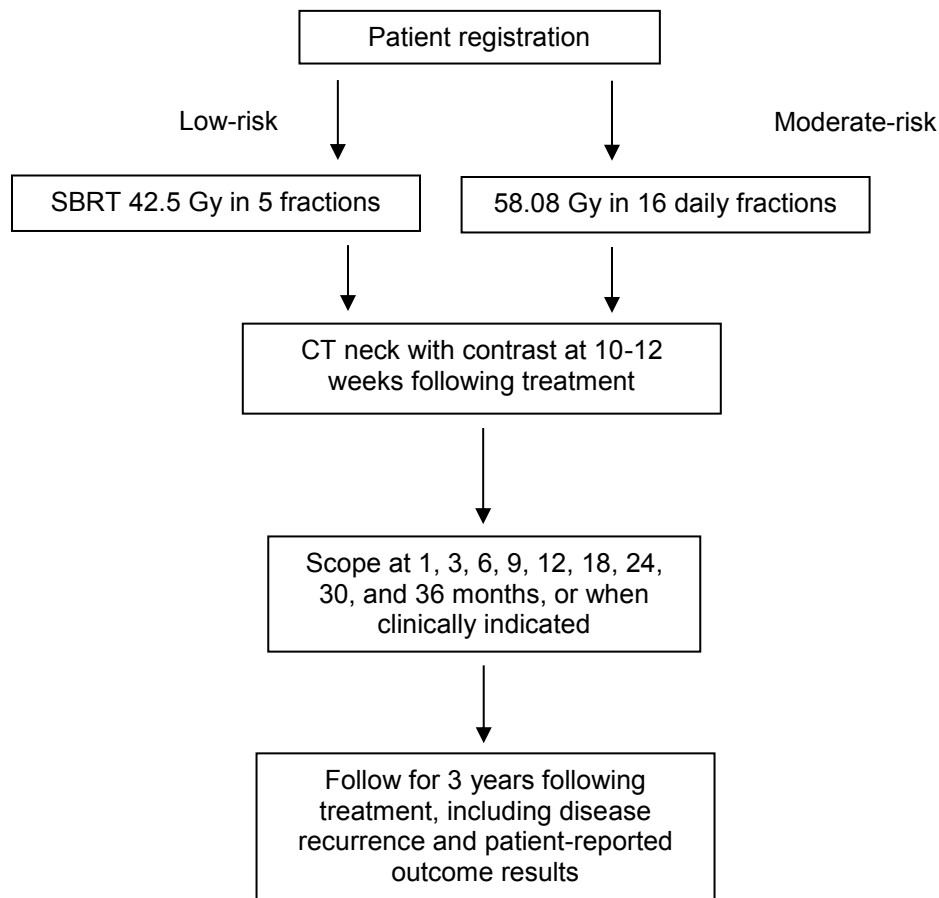 Patient registration
Low-risk
Moderate-risk
SBRT 42.5 Gy in 5 fractions
58.08 Gy in 16 daily fractions
CT neck with contrast at 10-12
weeks following treatment
Scope at 1, 3, 6, 9, 12, 18, 24,
30, and 36 months, or when
clinically indicated
Follow for 3 years following
treatment, including disease
recurrence and patient-reported
outcome results